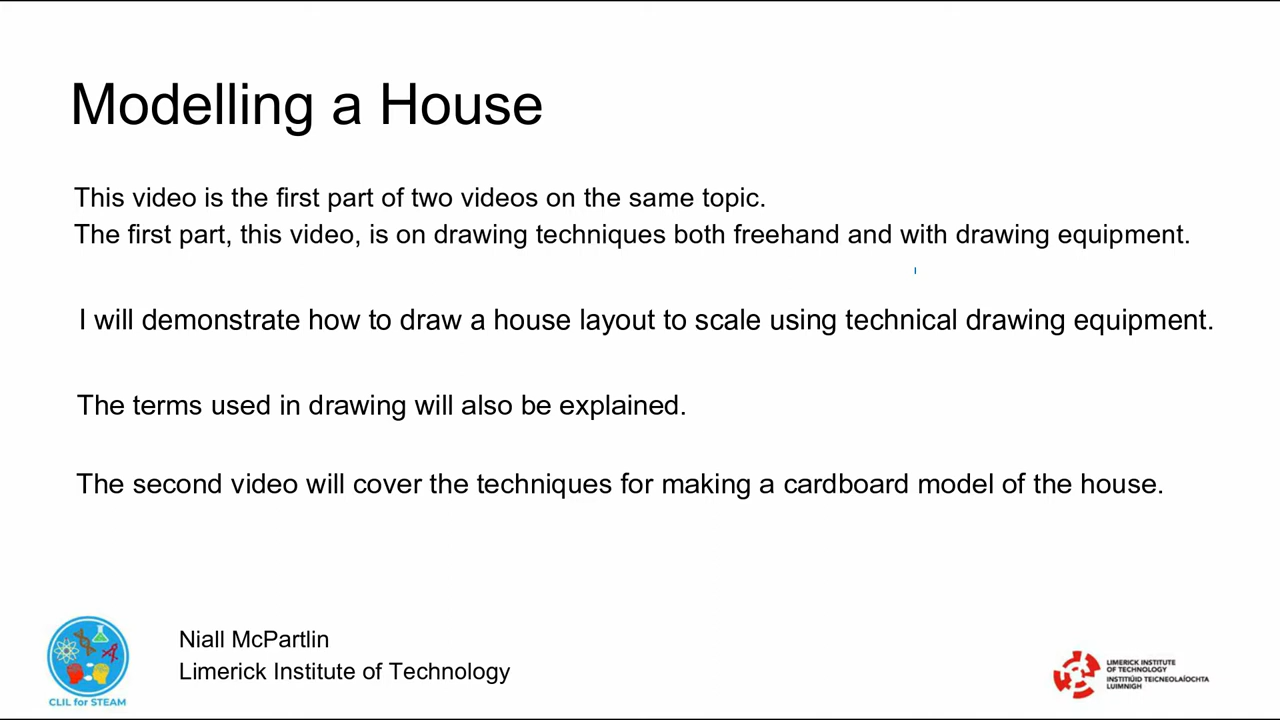 Modelling a House
This video is the first part of two videos on the same topic.
The first part, this video, is on drawing techniques both freehand and with drawing equipment.
I will demonstrate how to draw a house layout to scale using technical drawing equipment.
The terms used in drawing will also be explained.
The second video will cover the techniques for making a cardboard model of the house.
Niall McPartlin
Limerick Institute of Technology
CLIL for STEAM
LIMERICK INSTITUTE
OF TECHNOLOGY
INSTITIÚID TEICNEOLAÍOCHTA
LUIMNIGH